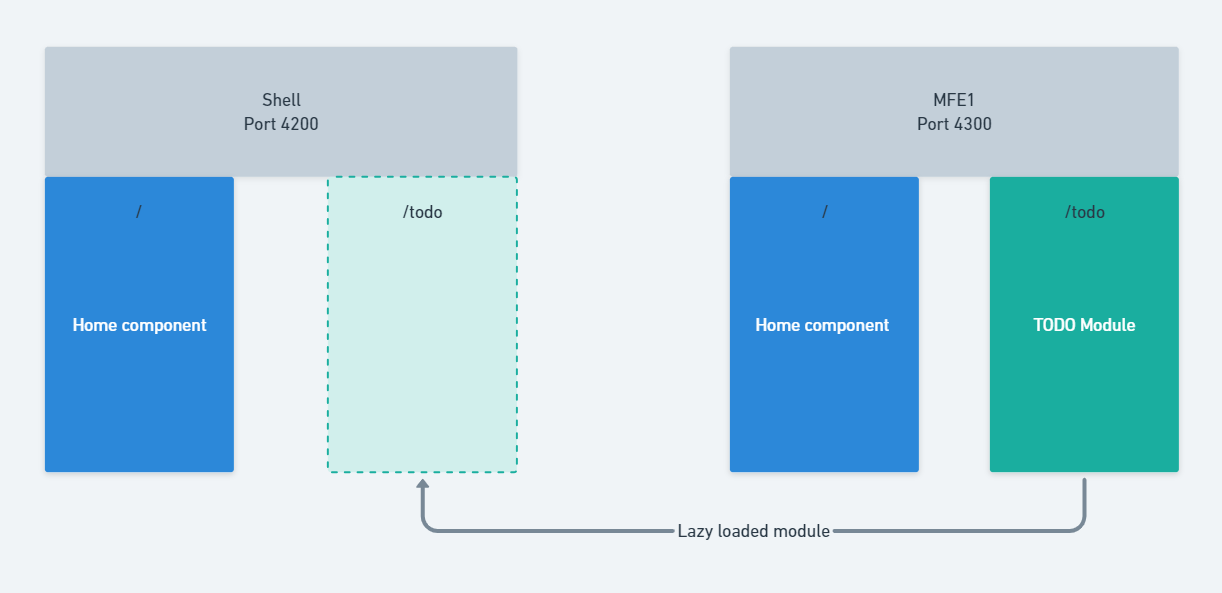 Shell
Port 4200
/
Home component
/todo
MFE1
Port 4300
/
Home component
/todo
TODO Module
Lazy loaded module